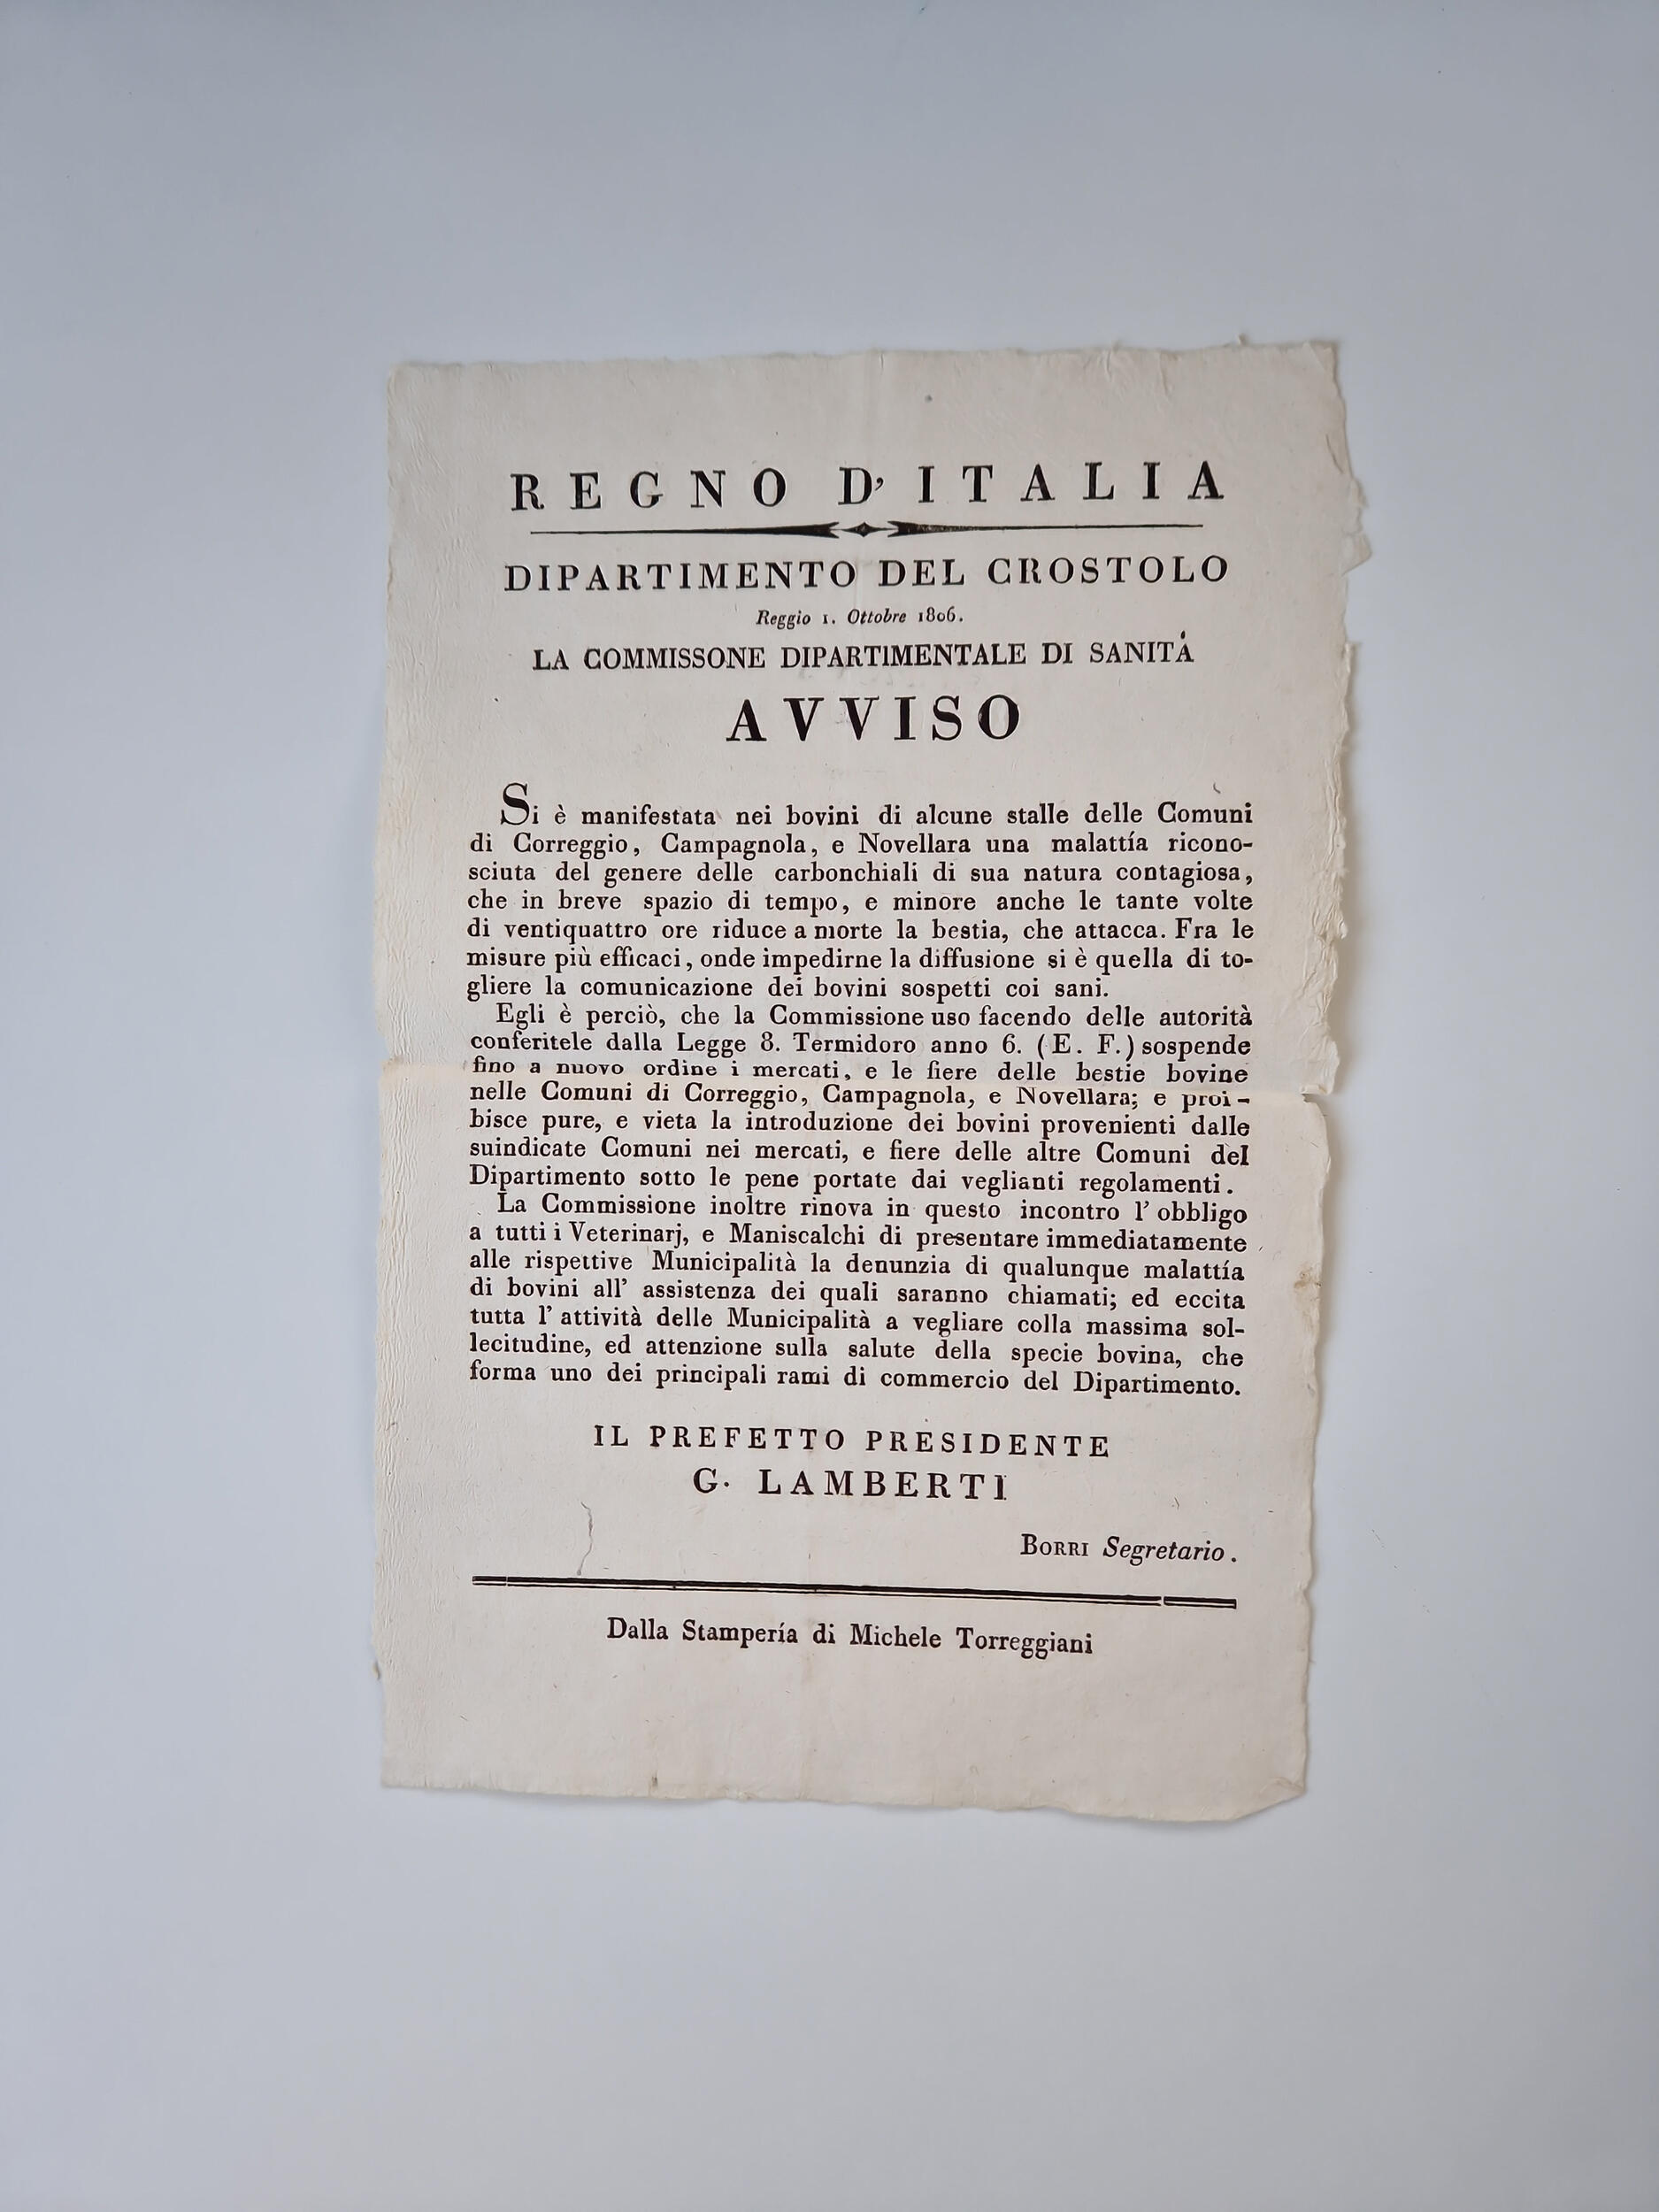 REGNO D'ITALIA
DIPARTIMENTO DEL CROSTOLO
Reggio 1. Ottobre 1806.
LA COMMISSONE DIPARTIMENTALE DI SANITÁ
AVVISO
Si è manifestata nei bovini di alcune stalle delle Comuni
di Correggio, Campagnola, e Novellara una malattía ricono-
sciuta del genere delle carbonchiali di sua natura contagiosa,
che in breve spazio di tempo, e minore anche le tante volte
di ventiquattro ore riduce a morte la bestia, che attacca. Fra le
misure più efficaci, onde impedirne la diffusione si è quella di to-
gliere la comunicazione dei bovini sospetti coi sani.
Egli è perciò, che la Commissione uso facendo delle autorità
conferitele dalla Legge 8. Termidoro anno 6. (E. F.) sospende
fino a nuovo ordine i mercati, e le fiere delle bestie bovine
nelle Comuni di Correggio, Campagnola, e Novellara; e proi-
bisce pure, e vieta la introduzione dei bovini provenienti dalle
suindicate Comuni nei mercati, e fiere delle altre Comuni del
Dipartimento sotto le pene portate dai veglianti regolamenti.
La Commissione inoltre rinova in questo incontro l' obbligo
a tutti i Veterinarj, e Maniscalchi di presentare immediatamente
alle rispettive Municipalità la denunzia di qualunque malattía
di bovini all' assistenza dei quali saranno chiamati; ed eccita
tutta l' attività delle Municipalità a vegliare colla massima sol-
lecitudine, ed attenzione sulla salute della specie bovina, che
forma uno dei principali rami di commercio del Dipartimento.
IL PREFETTO PRESIDENTE
G. LAMBERTI
BORRI Segretario.
Dalla Stampería di Michele Torreggiani